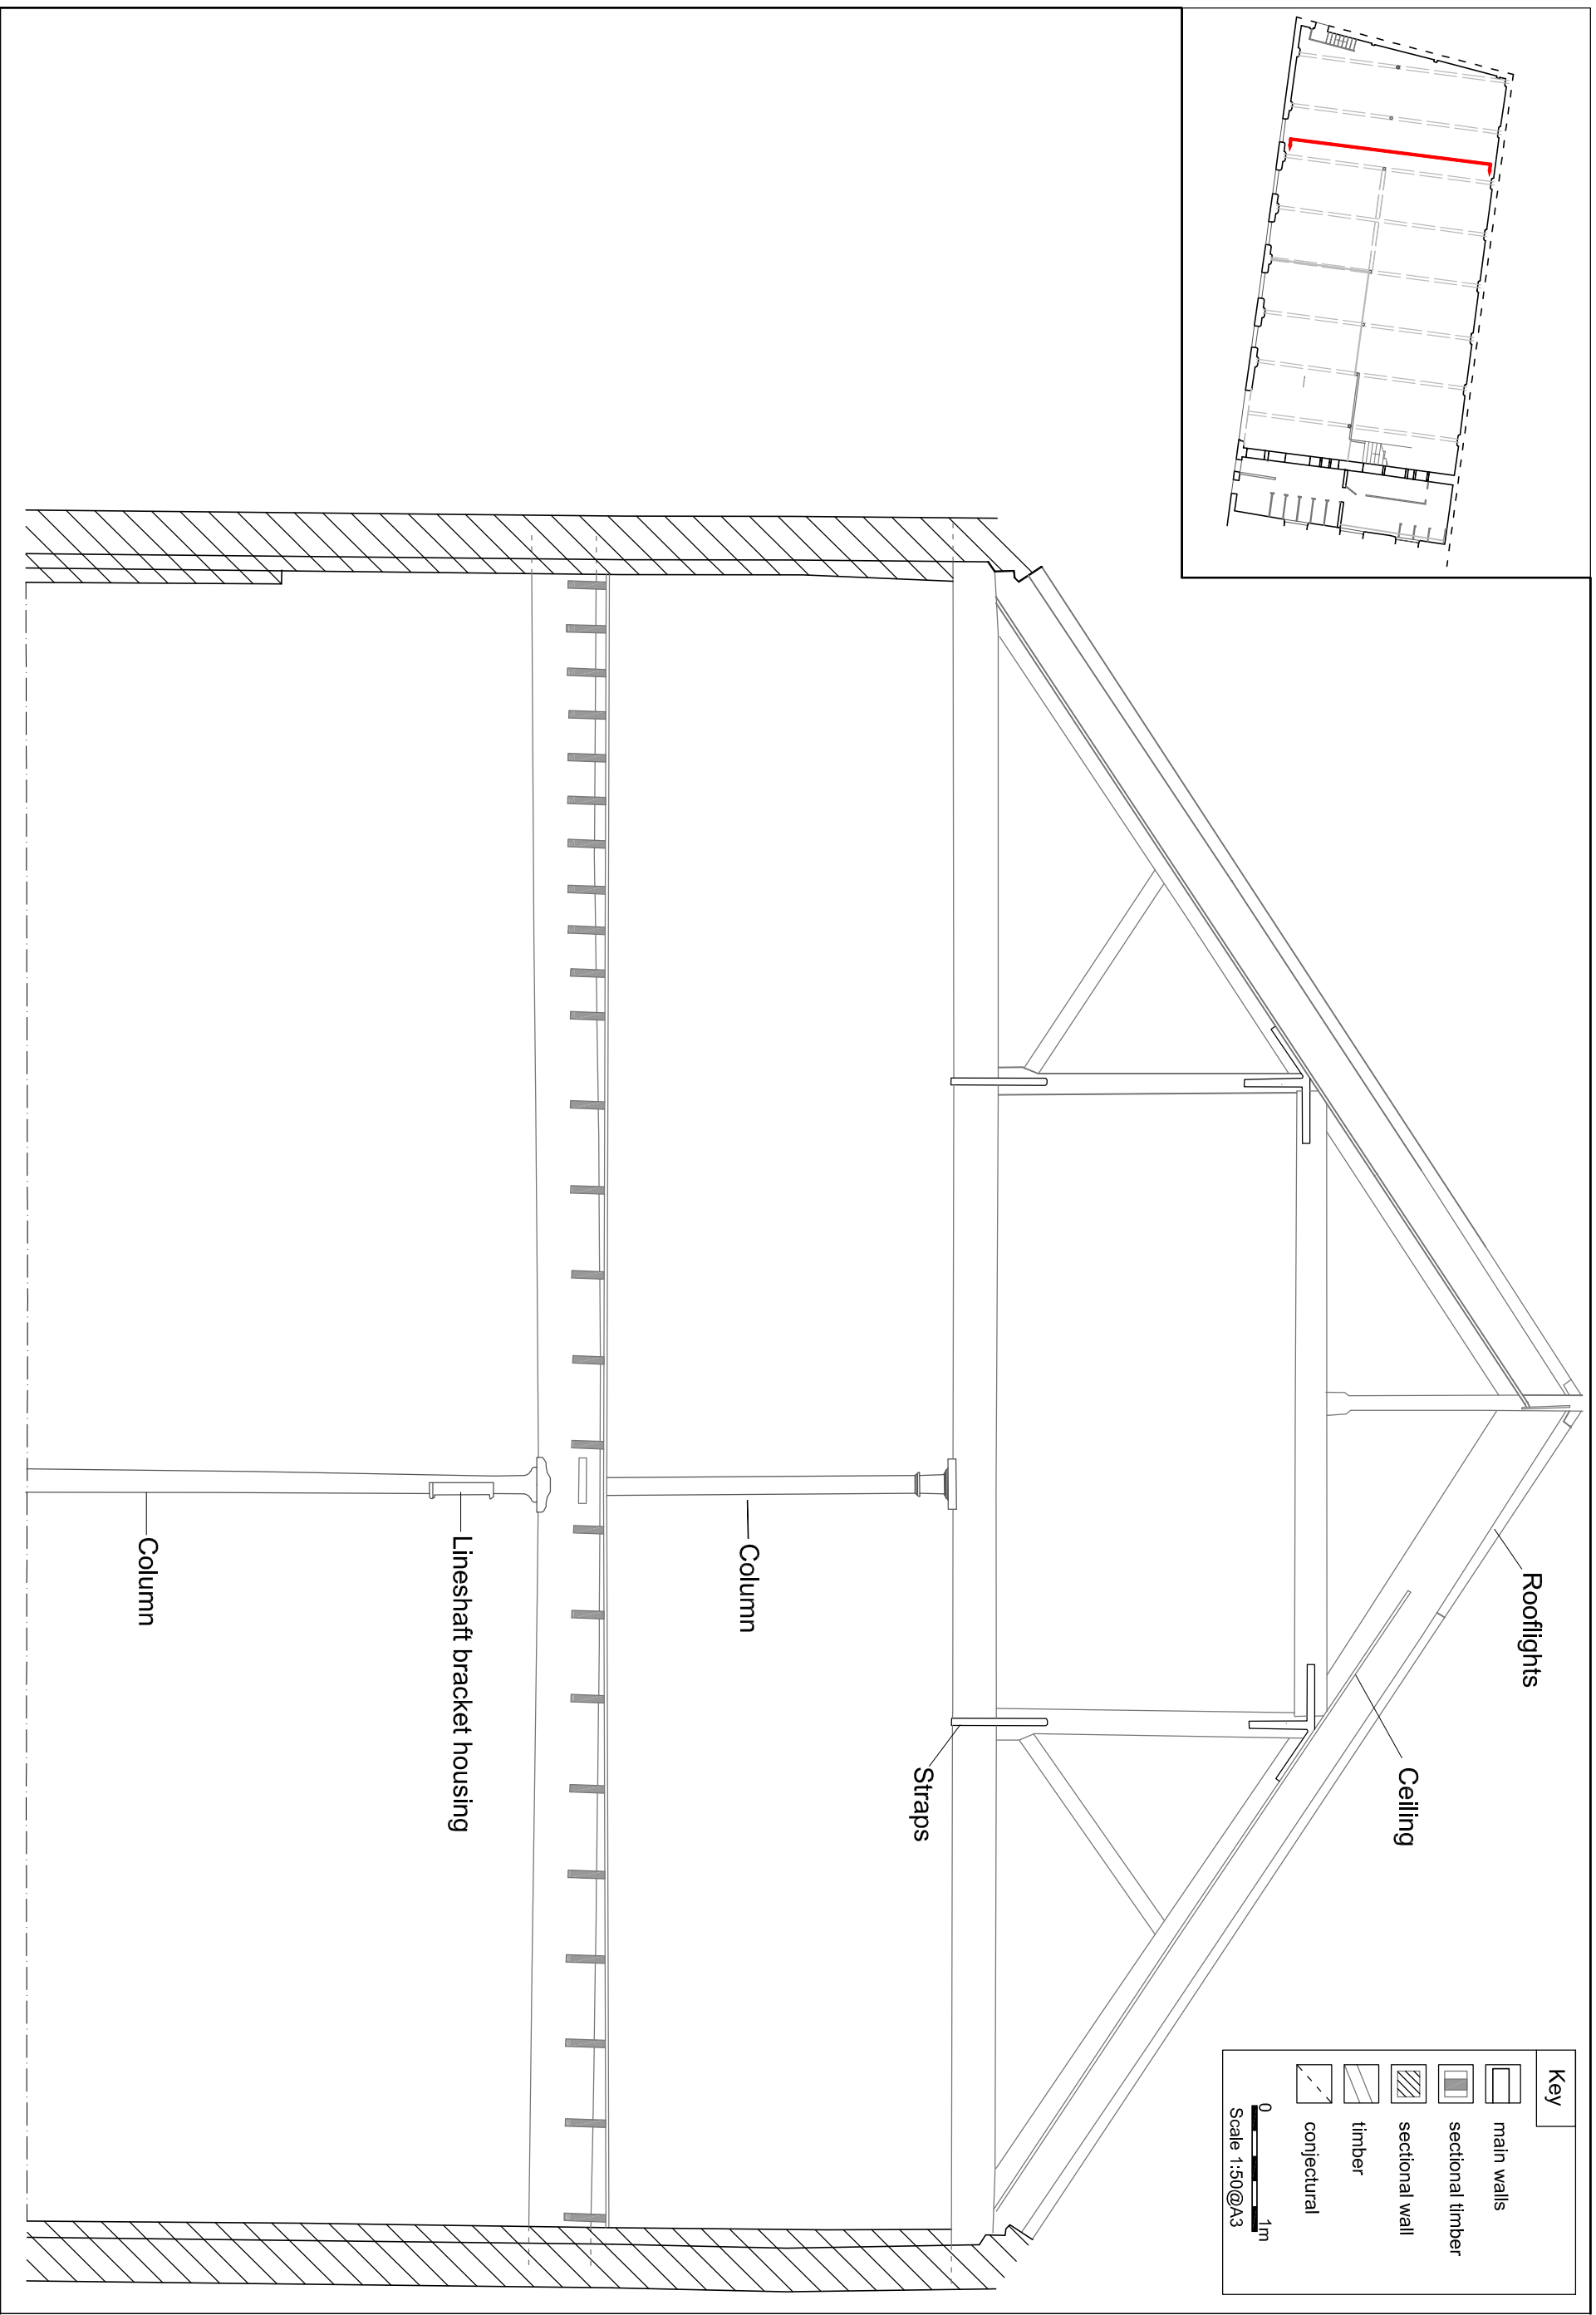 Key
main walls
sectional timber
sectional wall
timber
conjectural
0 1m
Scale 1:50@A3
Rooflights
Ceiling
Straps
Column
Lineshaft bracket housing
Column